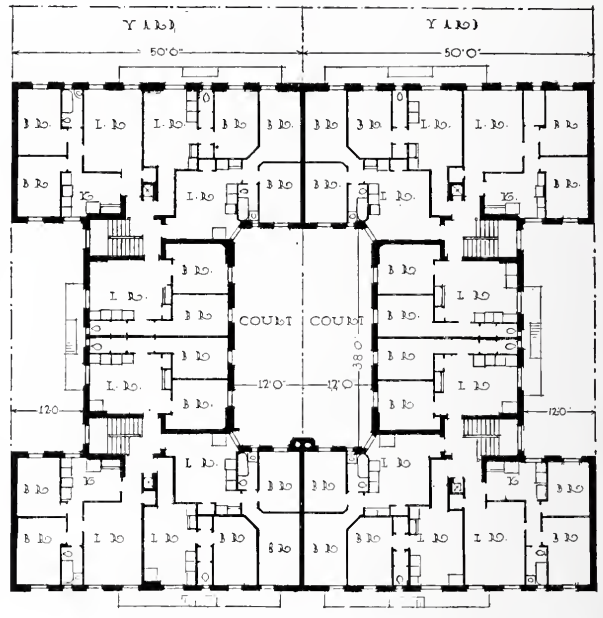 YARD YARD
50'0" 50'0"
B R. L R. L R. B R. B R. B R. B R. L R. L R. B R.
B R. K. L R. B R. B R. L R. K. B R.
B R. B R.
L R. L R.
B R. B R.
COURT COURT
B R. B R. 38'0"
L R. 12'0" 12'0" L R.
B R. B R.
12'0" 12'0"
L R. L R.
B R. K. B R. B R. K. B R.
B R. L R. L R. B R. B R. B R. B R. L R. L R. B R.